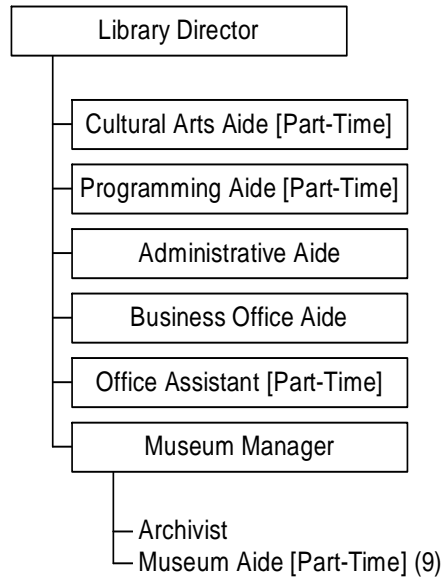 Library Director
Cultural Arts Aide [Part-Time]
Programming Aide [Part-Time]
Administrative Aide
Business Office Aide
Office Assistant [Part-Time]
Museum Manager
Archivist
Museum Aide [Part-Time] (9)